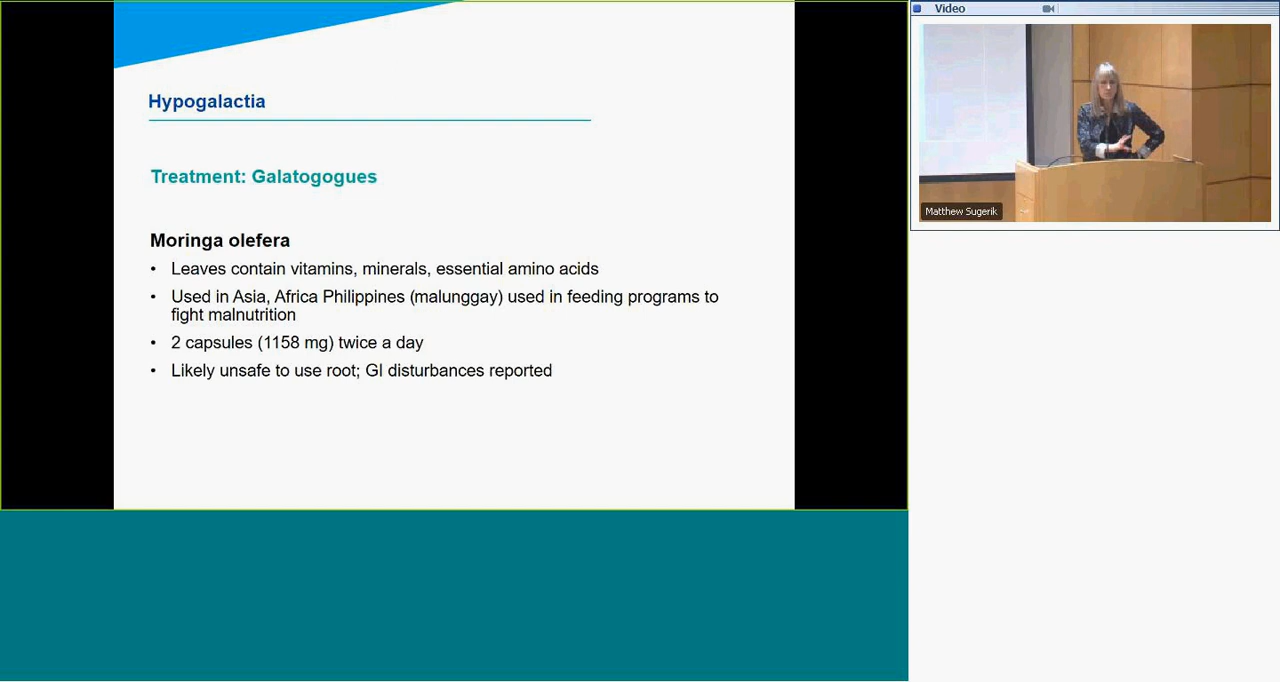 Hypogalactia
Treatment: Galatogogues
Moringa olefera
• Leaves contain vitamins, minerals, essential amino acids
• Used in Asia, Africa Philippines (malunggay) used in feeding programs to
fight malnutrition
• 2 capsules (1158 mg) twice a day
• Likely unsafe to use root; GI disturbances reported
Video
Matthew Sugerik